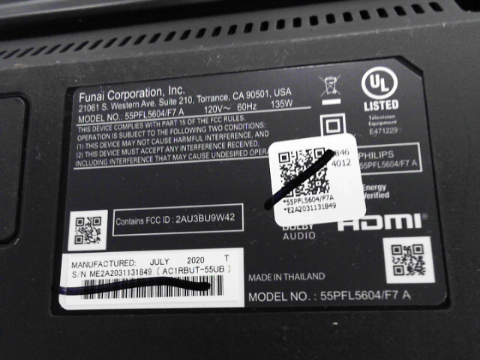 Funai Corporation, Inc.
21061 S. Western Ave. Suite 210, Torrance, CA 90501, USA
MODEL NO.: 55PFL5604/F7 A 120V~ 60Hz 135W
THIS DEVICE COMPLIES WITH PART 15 OF THE FCC RULES.
OPERATION IS SUBJECT TO THE FOLLOWING TWO CONDITIONS:
(1) THIS DEVICE MAY NOT CAUSE HARMFUL INTERFERENCE, AND
(2) THIS DEVICE MUST ACCEPT ANY INTERFERENCE RECEIVED,
INCLUDING INTERFERENCE THAT MAY CAUSE UNDESIRED OPER
UL
LISTED
Television
Equipment
E471229
846
4012
PHILIPS
55PFL5604/F7 A
*55PFL5604/F7A
*E2A2031131849
Energy
Verified
Contains FCC ID : 2AU3BU9W42
DOLBY
AUDIO
HDMI
MANUFACTURED: JULY 2020 T
S/N ME2A2031131849 (AC1RBUT-55UB)
MADE IN THAILAND
MODEL NO. : 55PFL5604/F7 A